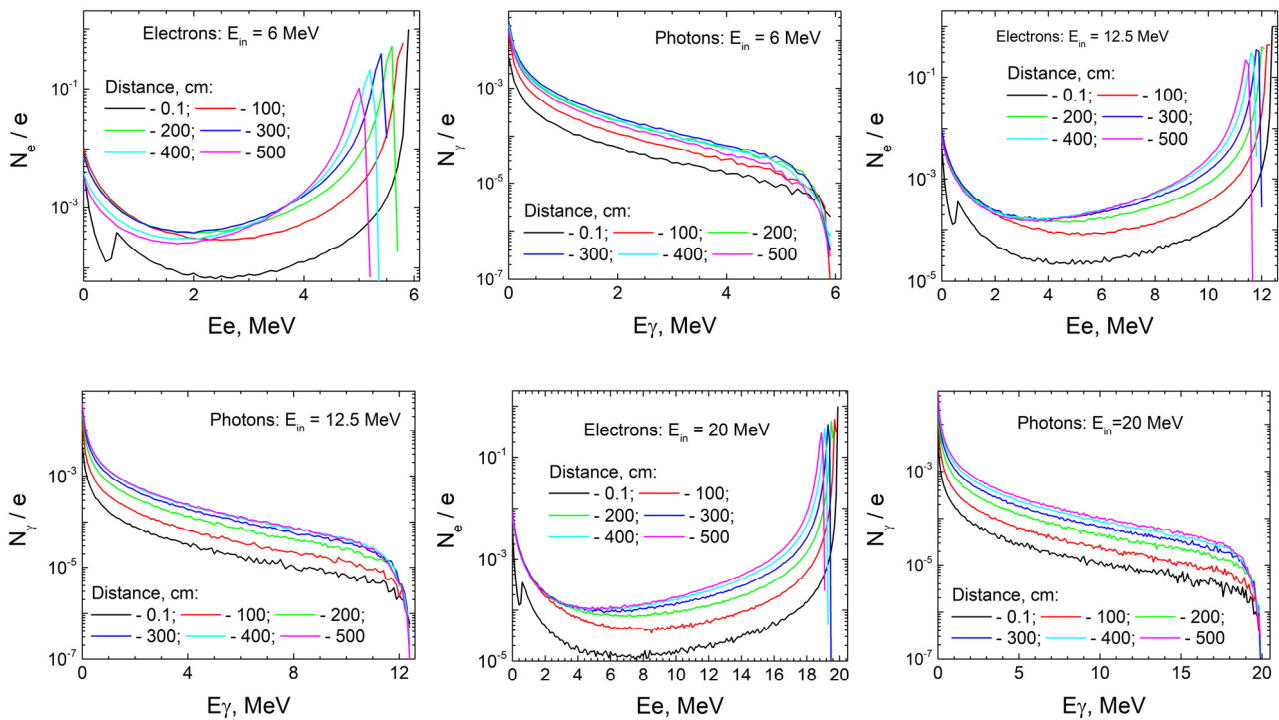 Electrons: E_in = 6 MeV
Distance, cm:
- 0.1; - 100;
- 200; - 300;
- 400; - 500
N_e / e
10^-1
10^-3
0 2 4 6
Ee, MeV
Photons: E_in = 6 MeV
Distance, cm:
- 0.1; - 100; - 200;
- 300; - 400; - 500
N_γ / e
10^-3
10^-5
10^-7
0 2 4 6
Eγ, MeV
Electrons: E_in = 12.5 MeV
Distance, cm:
- 0.1; - 100;
- 200; - 300;
- 400; - 500
N_e / e
10^-1
10^-3
10^-5
0 2 4 6 8 10 12
Ee, MeV
Photons: E_in = 12.5 MeV
Distance, cm:
- 0.1; - 100; - 200;
- 300; - 400; - 500
N_γ / e
10^-3
10^-5
10^-7
0 4 8 12
Eγ, MeV
Electrons: E_in = 20 MeV
Distance, cm:
- 0.1; - 100;
- 200; - 300;
- 400; - 500
N_e / e
10^-1
10^-3
10^-5
0 2 4 6 8 10 12 14 16 18 20
Ee, MeV
Photons: E_in=20 MeV
Distance, cm:
- 0.1; - 100; - 200;
- 300; - 400; - 500
N_γ / e
10^-3
10^-5
10^-7
0 5 10 15 20
Eγ, MeV